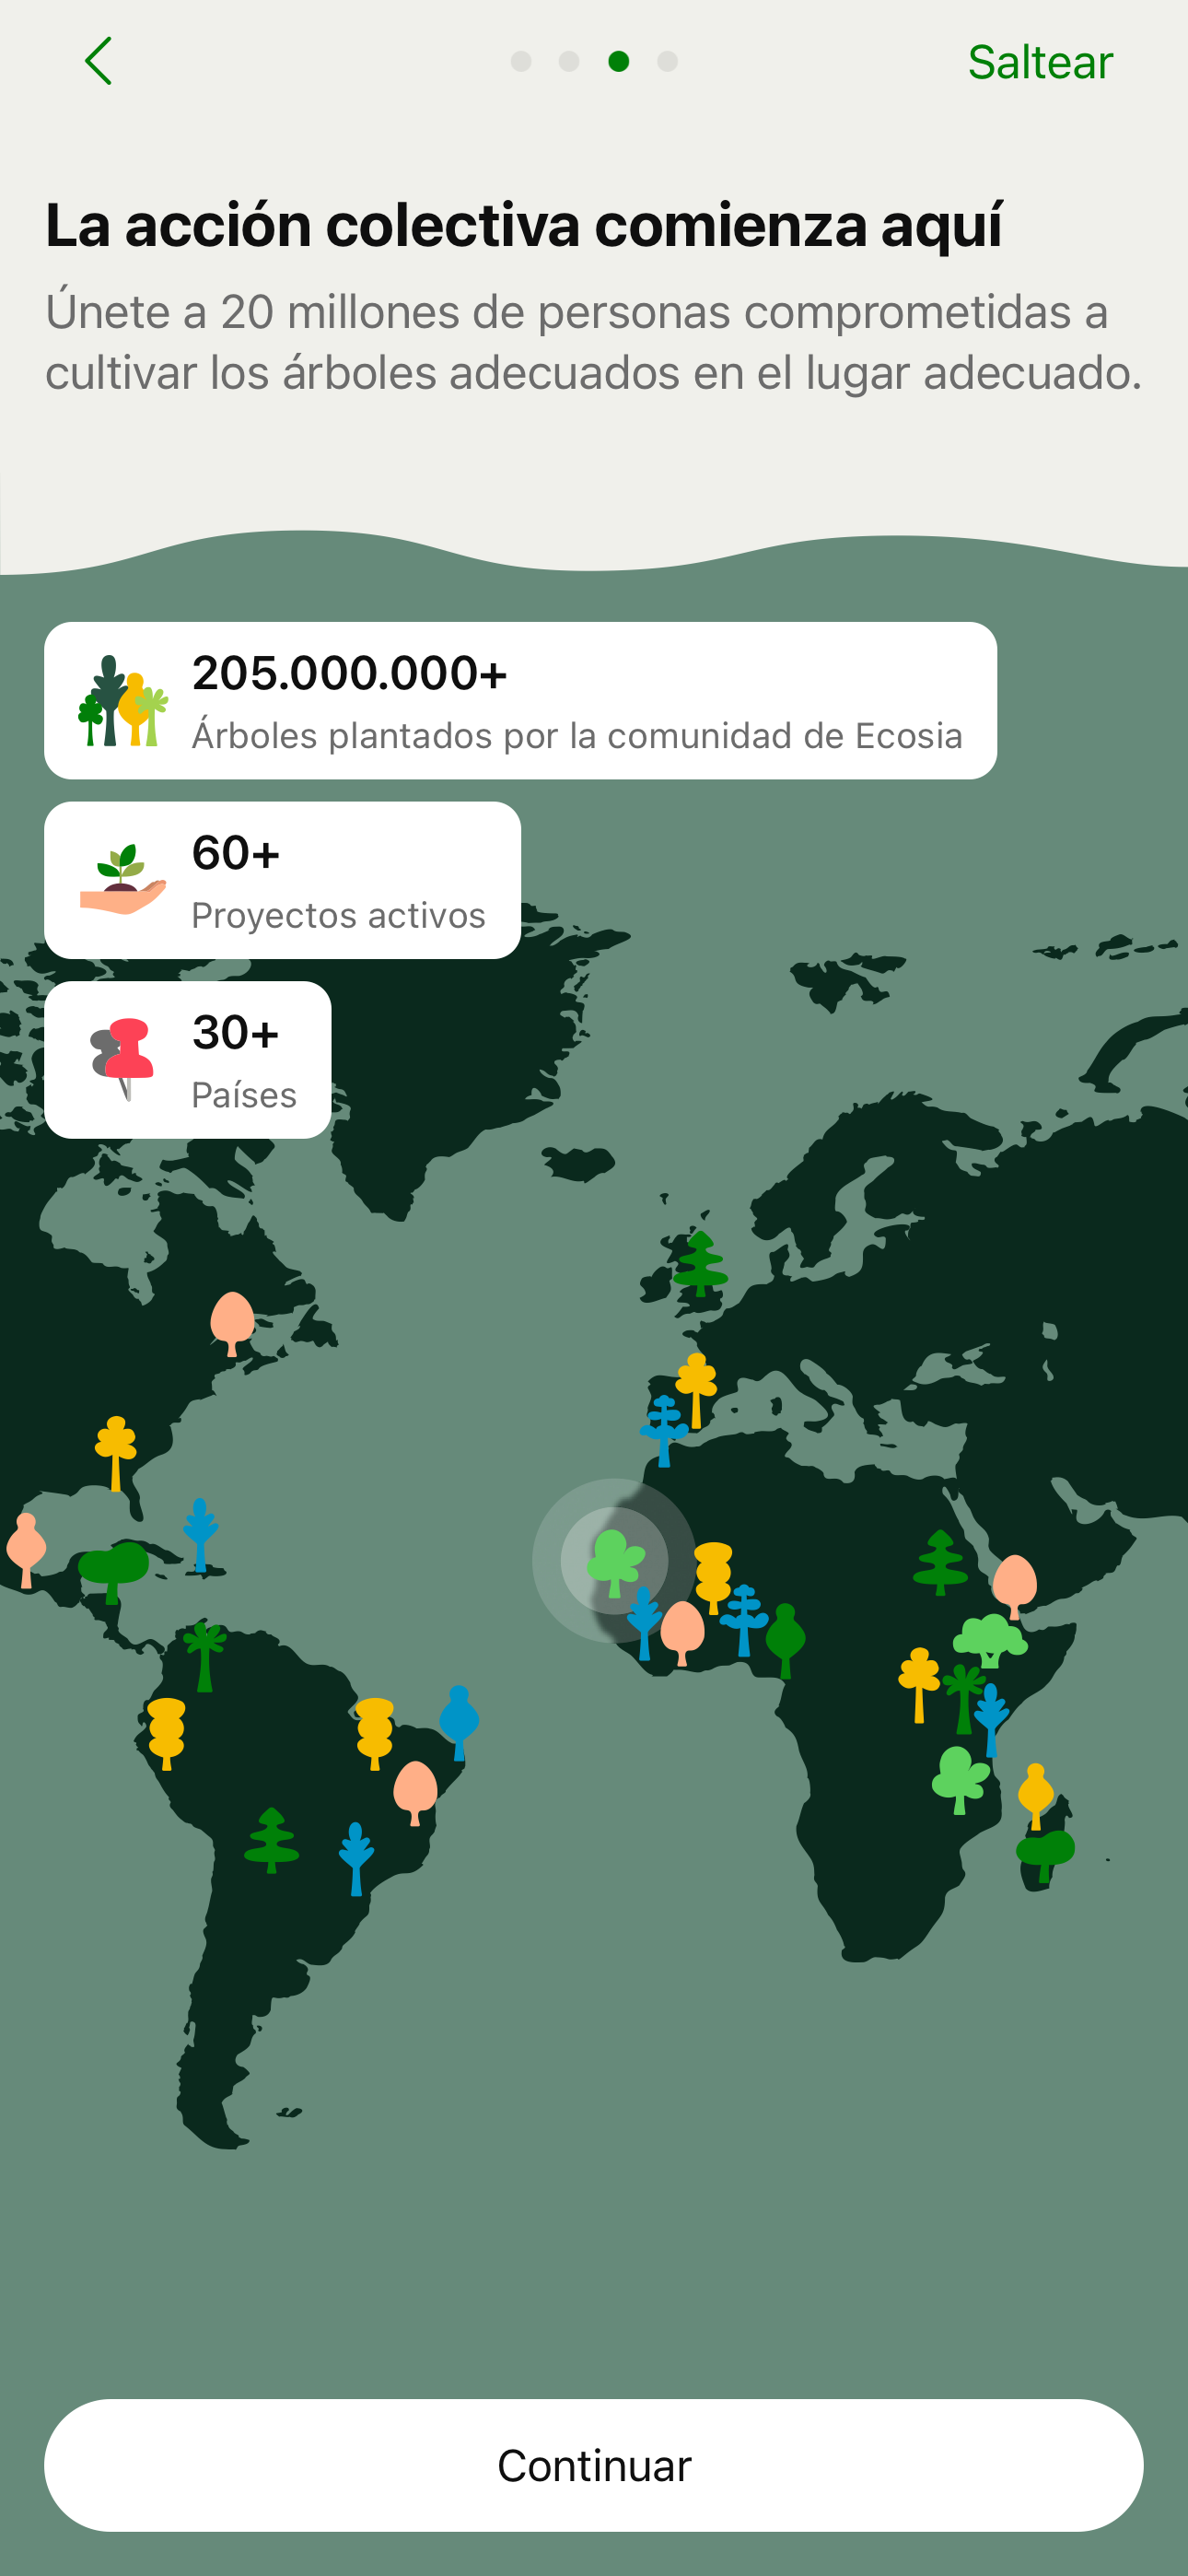 Saltear
La acción colectiva comienza aquí
Únete a 20 millones de personas comprometidas a
cultivar los árboles adecuados en el lugar adecuado.
205.000.000+
Árboles plantados por la comunidad de Ecosia
60+
Proyectos activos
30+
Países
Continuar